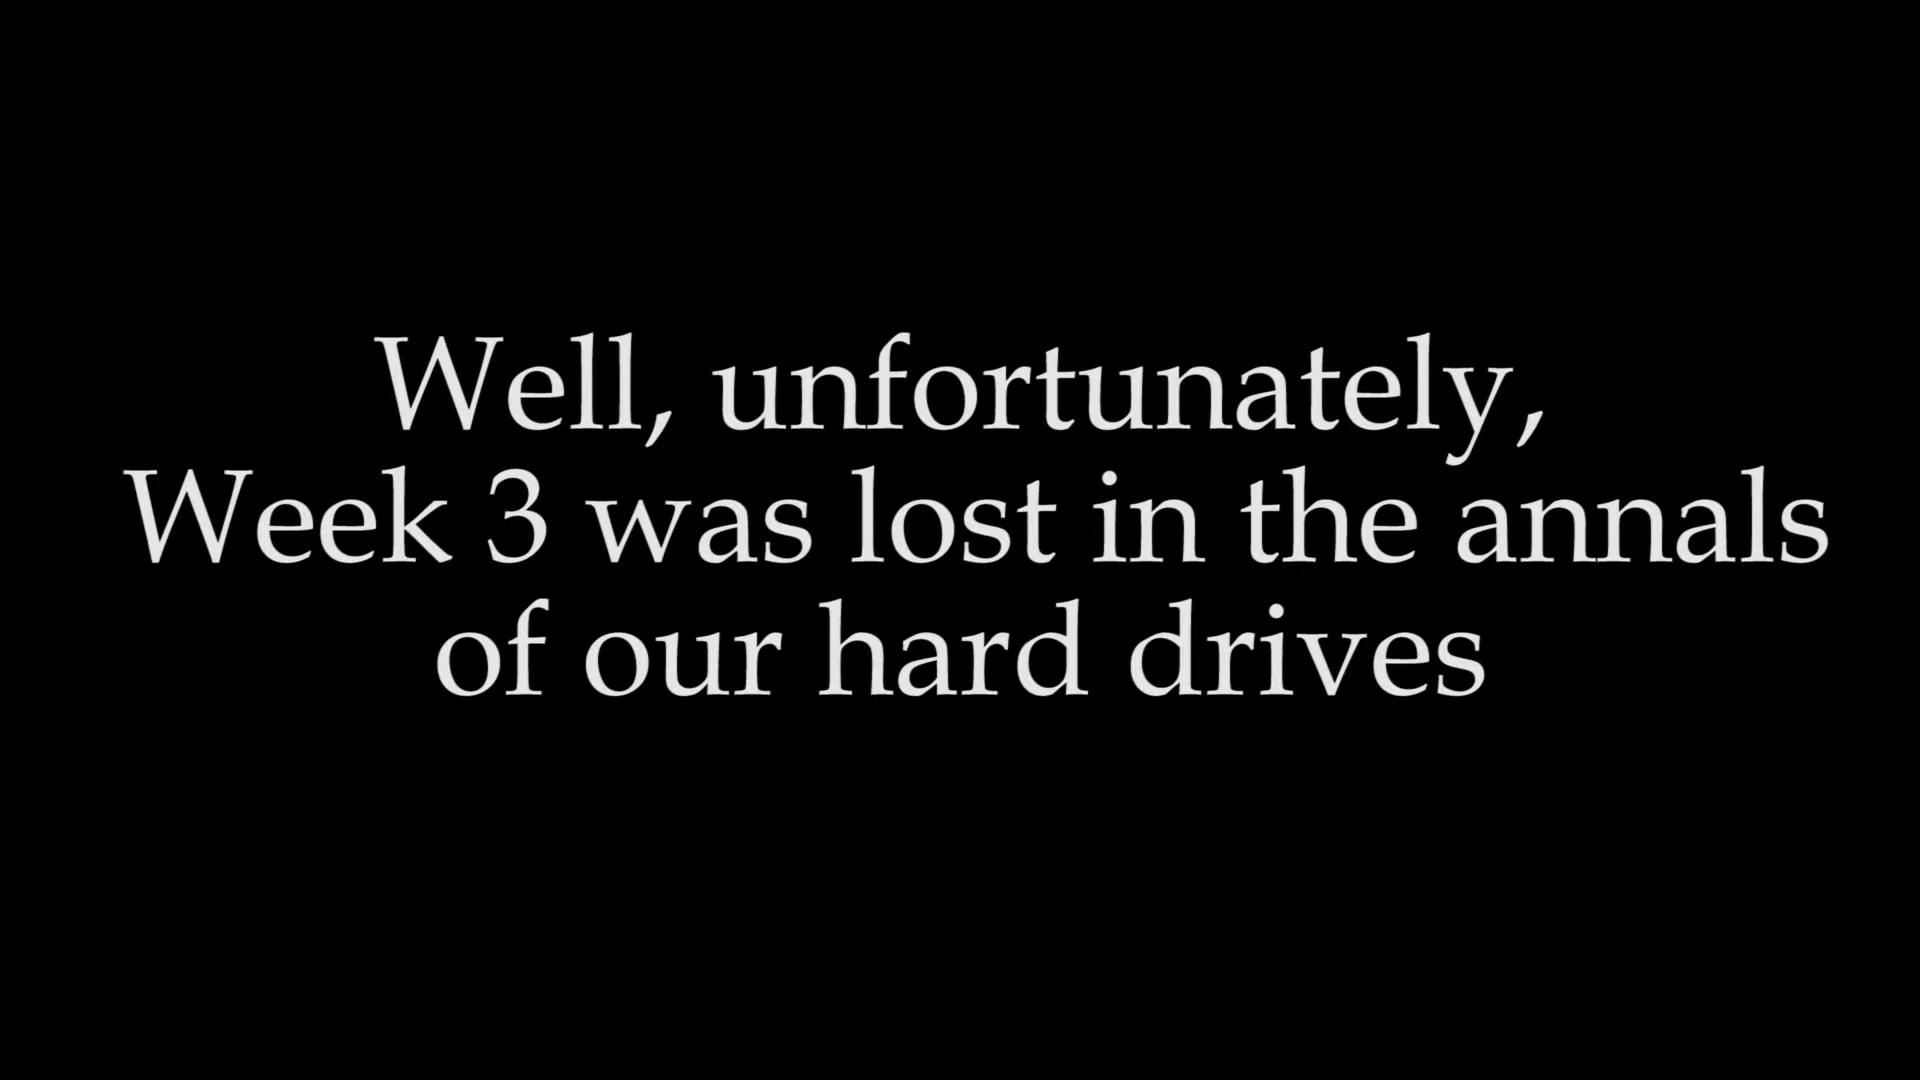 Well, unfortunately,
Week 3 was lost in the annals
of our hard drives